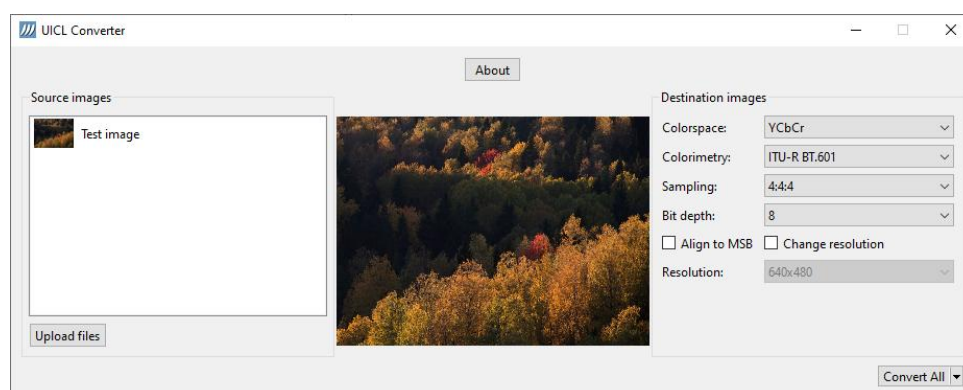 UICL Converter
About
Source images
Test image
Upload files
Destination images
Colorspace: YCbCr
Colorimetry: ITU-R BT.601
Sampling: 4:4:4
Bit depth: 8
Align to MSB Change resolution
Resolution: 640x480
Convert All